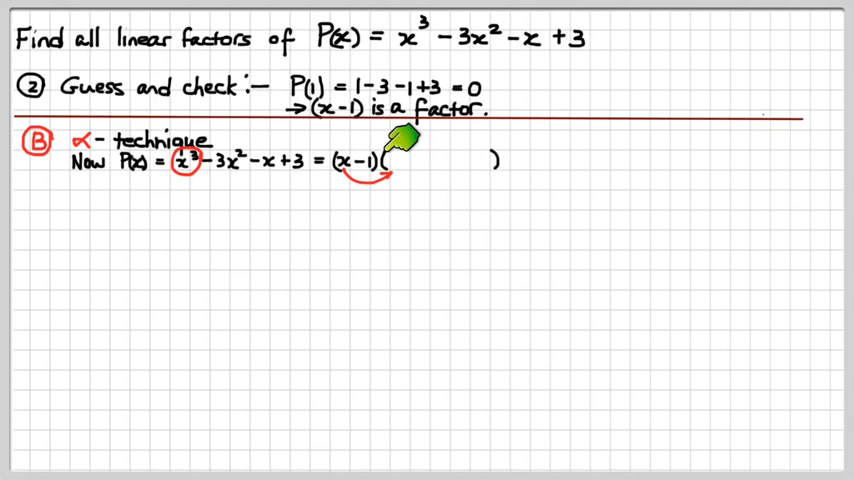 Find all linear factors of P(x) = x³ - 3x² - x + 3
② Guess and check :- P(1) = 1 - 3 - 1 + 3 = 0
→ (x - 1) is a factor.
Ⓑ α - technique
Now P(x) = x³ - 3x² - x + 3 = (x - 1)( )